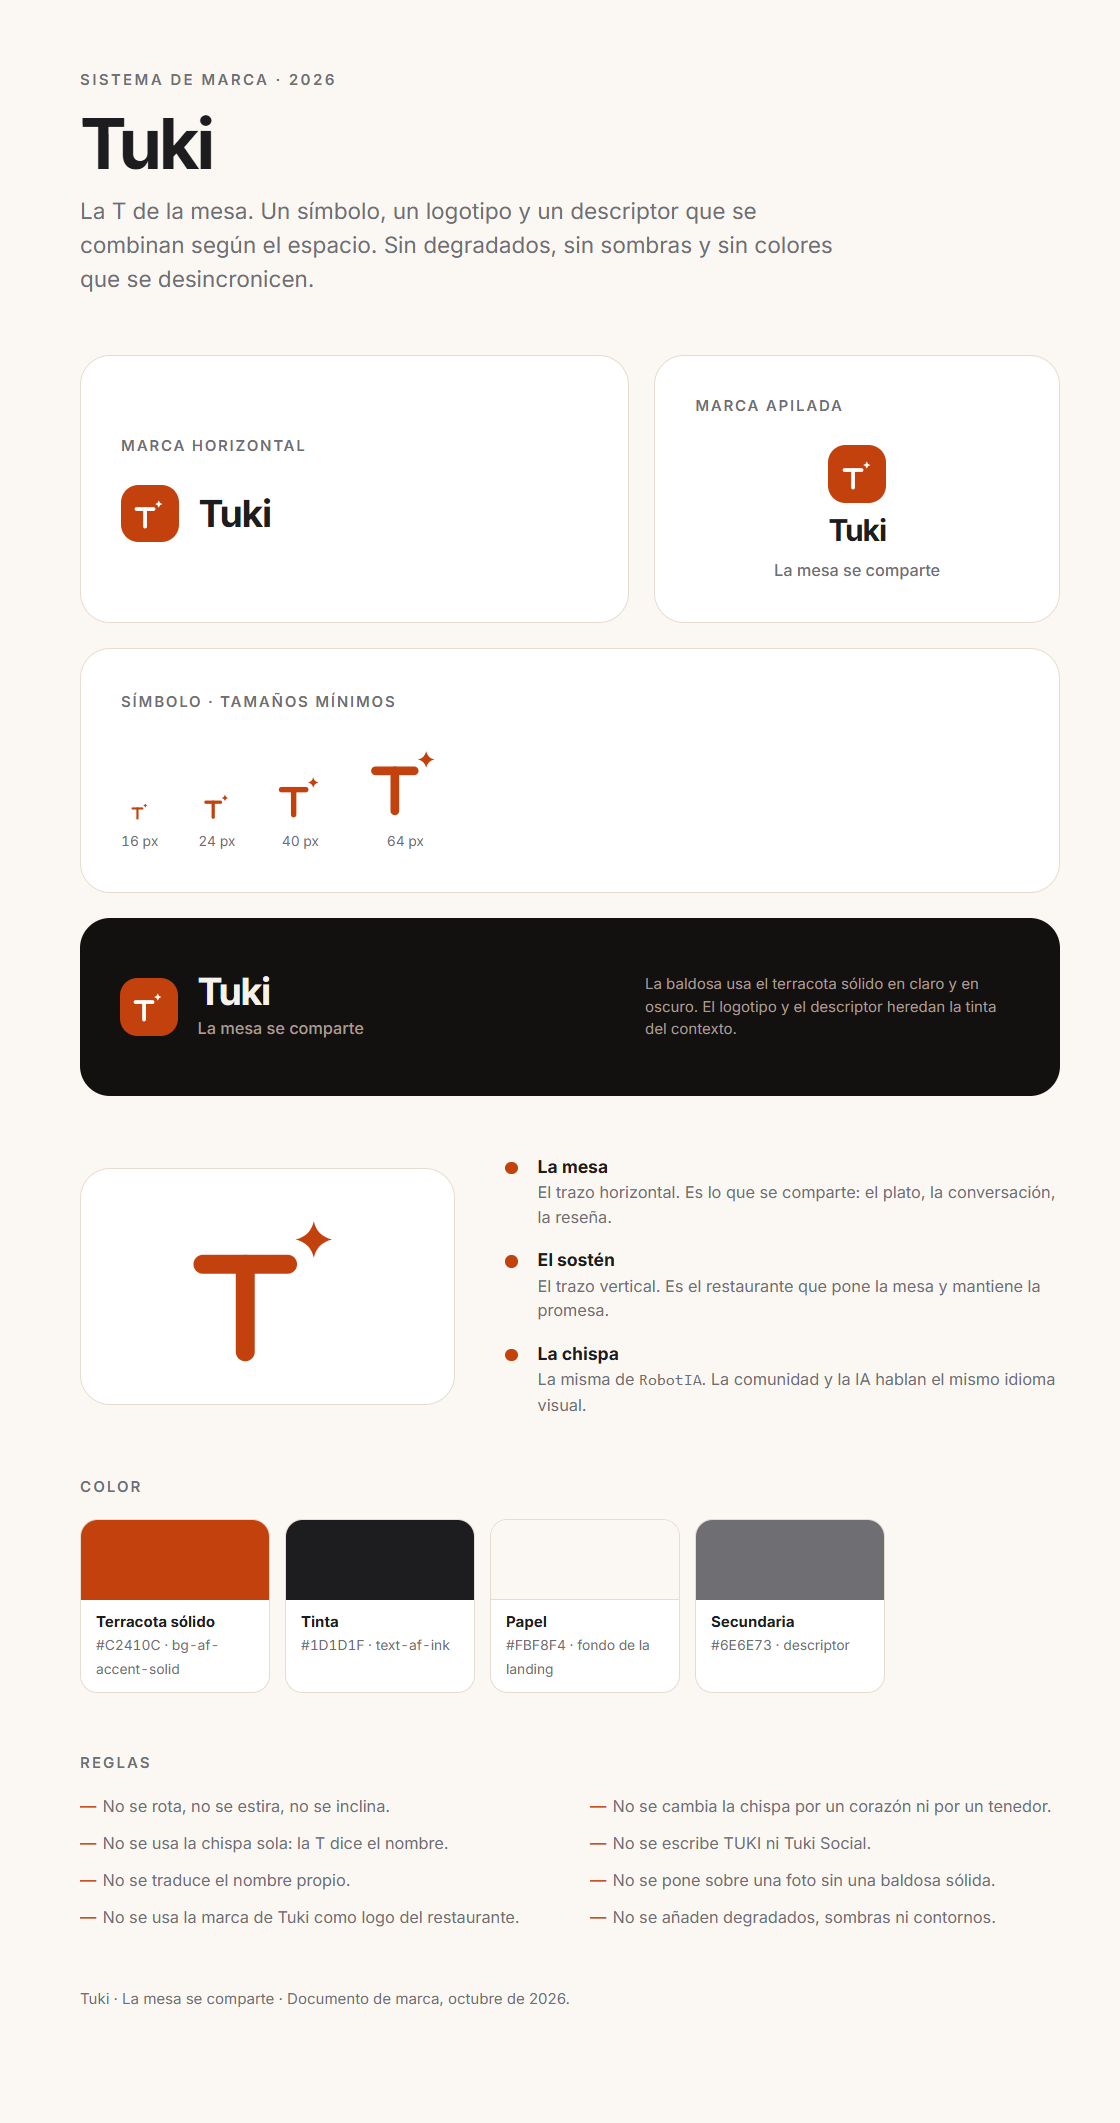 SISTEMA DE MARCA · 2026
Tuki
La T de la mesa. Un símbolo, un logotipo y un descriptor que se
combinan según el espacio. Sin degradados, sin sombras y sin colores
que se desincronicen.
MARCA HORIZONTAL
T Tuki
MARCA APILADA
T
Tuki
La mesa se comparte
SÍMBOLO · TAMAÑOS MÍNIMOS
T T T T
16 px 24 px 40 px 64 px
T Tuki
La mesa se comparte
La baldosa usa el terracota sólido en claro y en
oscuro. El logotipo y el descriptor heredan la tinta
del contexto.
T
La mesa
El trazo horizontal. Es lo que se comparte: el plato, la conversación,
la reseña.
El sostén
El trazo vertical. Es el restaurante que pone la mesa y mantiene la
promesa.
La chispa
La misma de RobotIA. La comunidad y la IA hablan el mismo idioma
visual.
COLOR
Terracota sólido
#C2410C · bg-af-
accent-solid
Tinta
#1D1D1F · text-af-ink
Papel
#FBF8F4 · fondo de la
landing
Secundaria
#6E6E73 · descriptor
REGLAS
— No se rota, no se estira, no se inclina.
— No se cambia la chispa por un corazón ni por un tenedor.
— No se usa la chispa sola: la T dice el nombre.
— No se escribe TUKI ni Tuki Social.
— No se traduce el nombre propio.
— No se pone sobre una foto sin una baldosa sólida.
— No se usa la marca de Tuki como logo del restaurante.
— No se añaden degradados, sombras ni contornos.
Tuki · La mesa se comparte · Documento de marca, octubre de 2026.